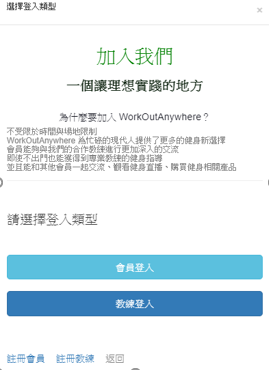 選擇登入類型
×
加入我們
一個讓理想實踐的地方
為什麼要加入 WorkOutAnywhere？
不受限於時間與場地限制
WorkOutAnywhere 為忙碌的現代人提供了更多的健身新選擇
會員能夠與我們的合作教練進行更加深入的交流
即使不出門也能獲得到專業教練的健身指導
並且能和其他會員一起交流、觀看健身直播、購買健身相關產品
請選擇登入類型
會員登入
教練登入
註冊會員 註冊教練 返回